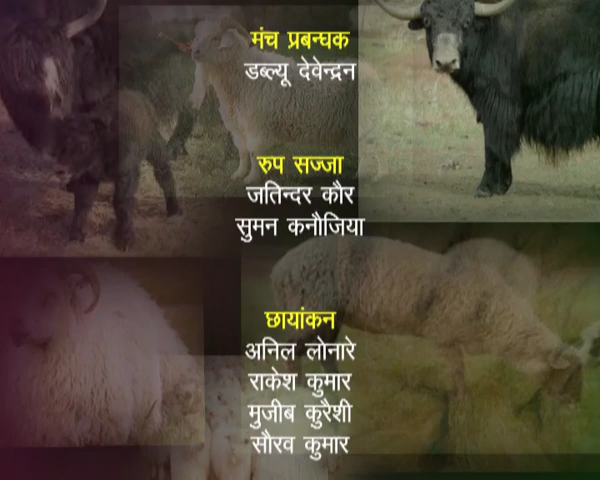 मंच प्रबन्धक
डब्ल्यू देवेन्द्रन
रुप सज्जा
जतिन्दर कौर
सुमन कनौजिया
छायांकन
अनिल लोनारे
राकेश कुमार
मुजीब कुरैशी
सौरव कुमार